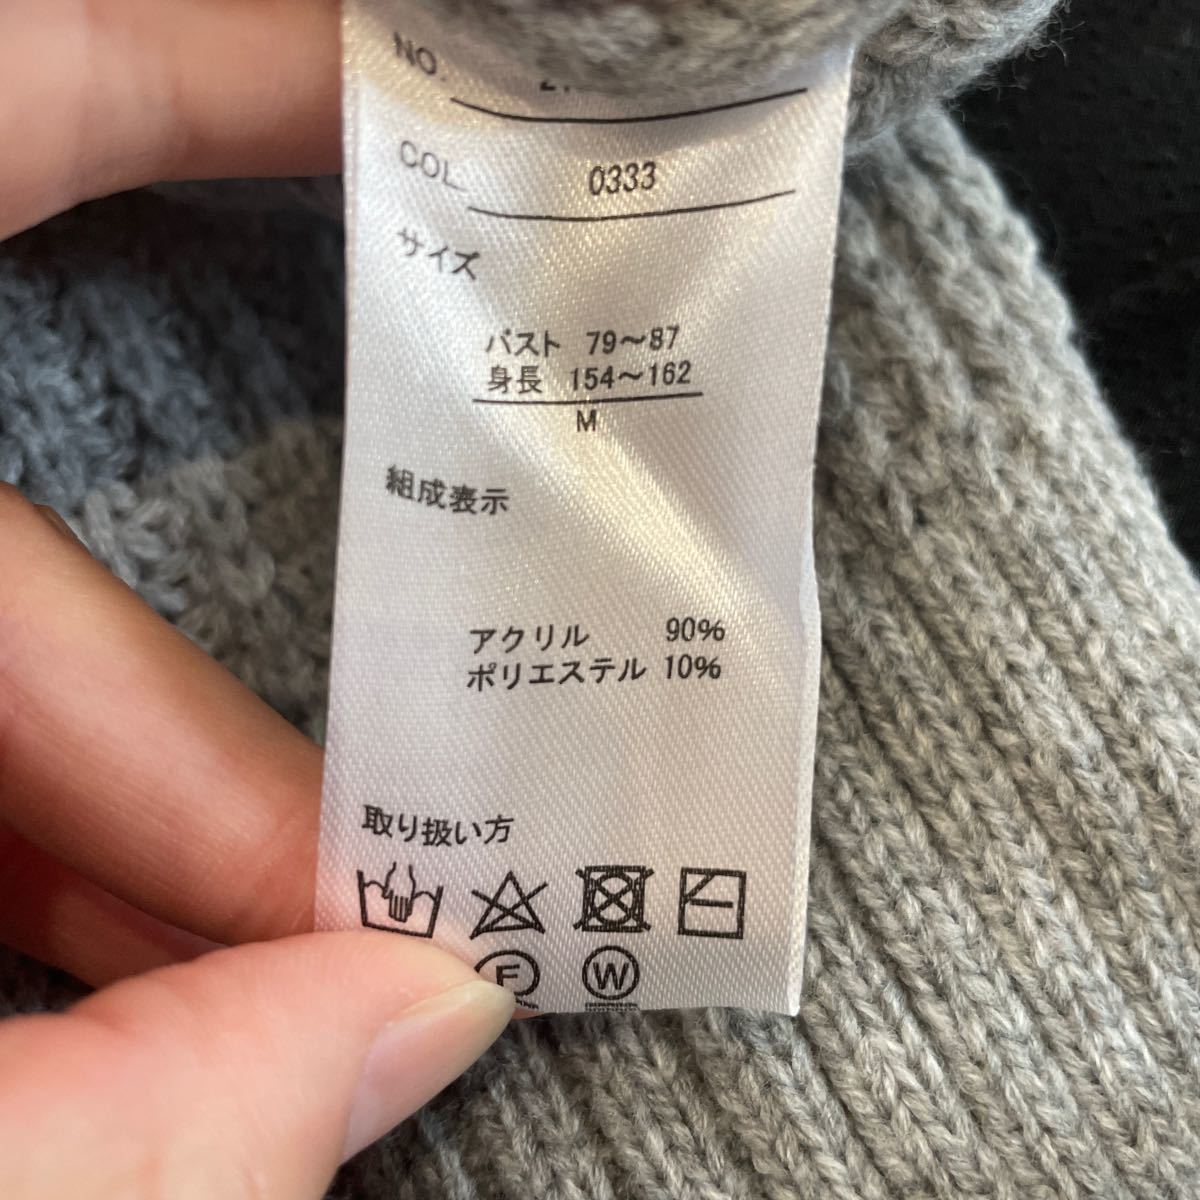 NO.
COL. 0333
サイズ
バスト 79～87
身長 154～162
M
組成表示
アクリル 90%
ポリエステル 10%
取り扱い方
F W